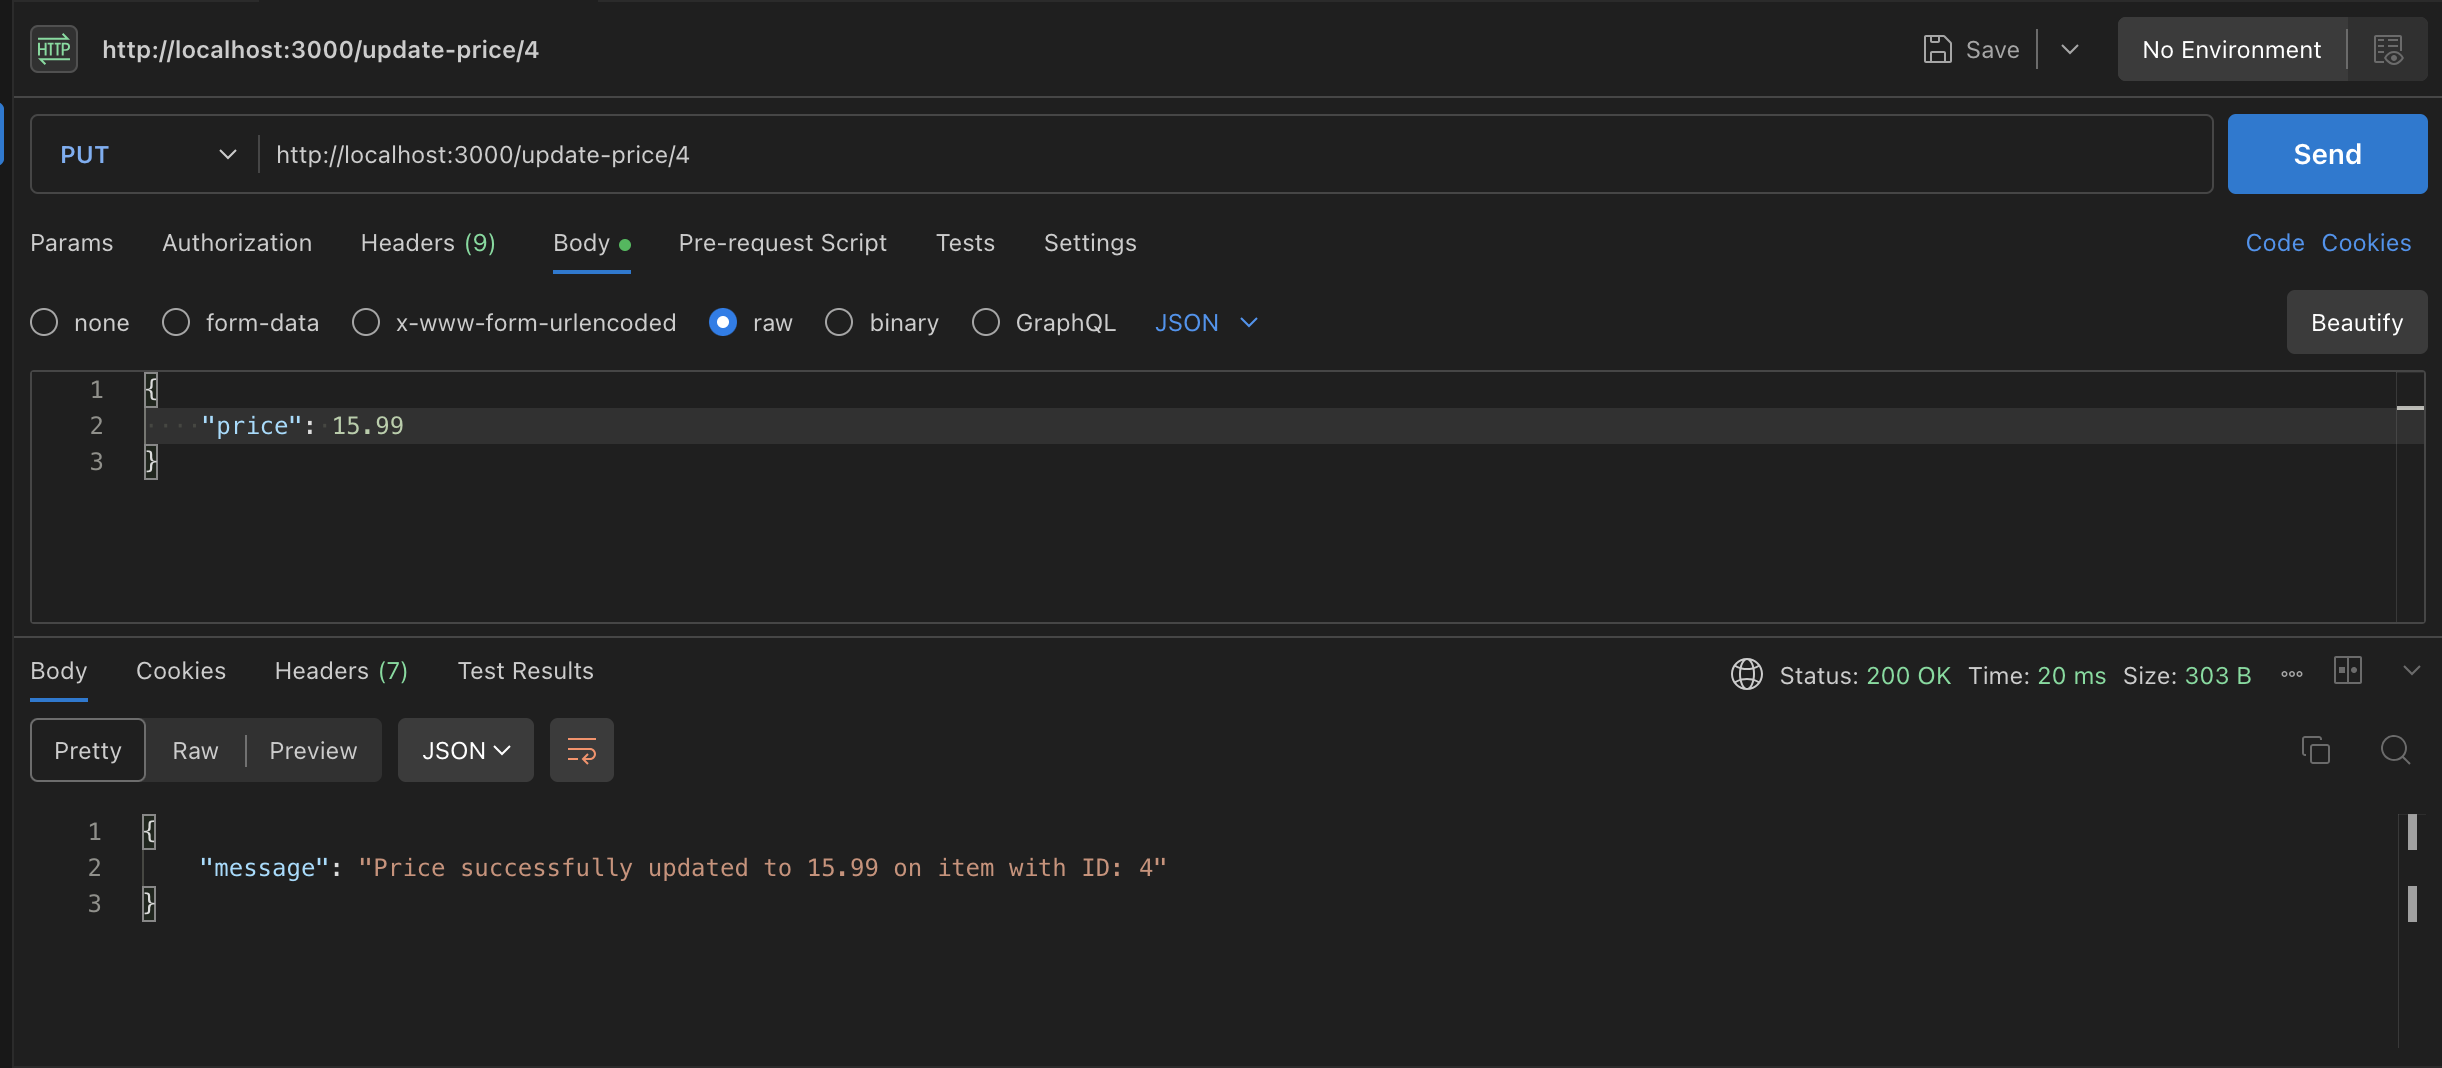 HTTP http://localhost:3000/update-price/4 Save No Environment
PUT http://localhost:3000/update-price/4 Send
Params Authorization Headers (9) Body Pre-request Script Tests Settings Code Cookies
none form-data x-www-form-urlencoded raw binary GraphQL JSON Beautify
1 {
2 "price": 15.99
3 }
Body Cookies Headers (7) Test Results Status: 200 OK Time: 20 ms Size: 303 B
Pretty Raw Preview JSON
1 {
2 "message": "Price successfully updated to 15.99 on item with ID: 4"
3 }